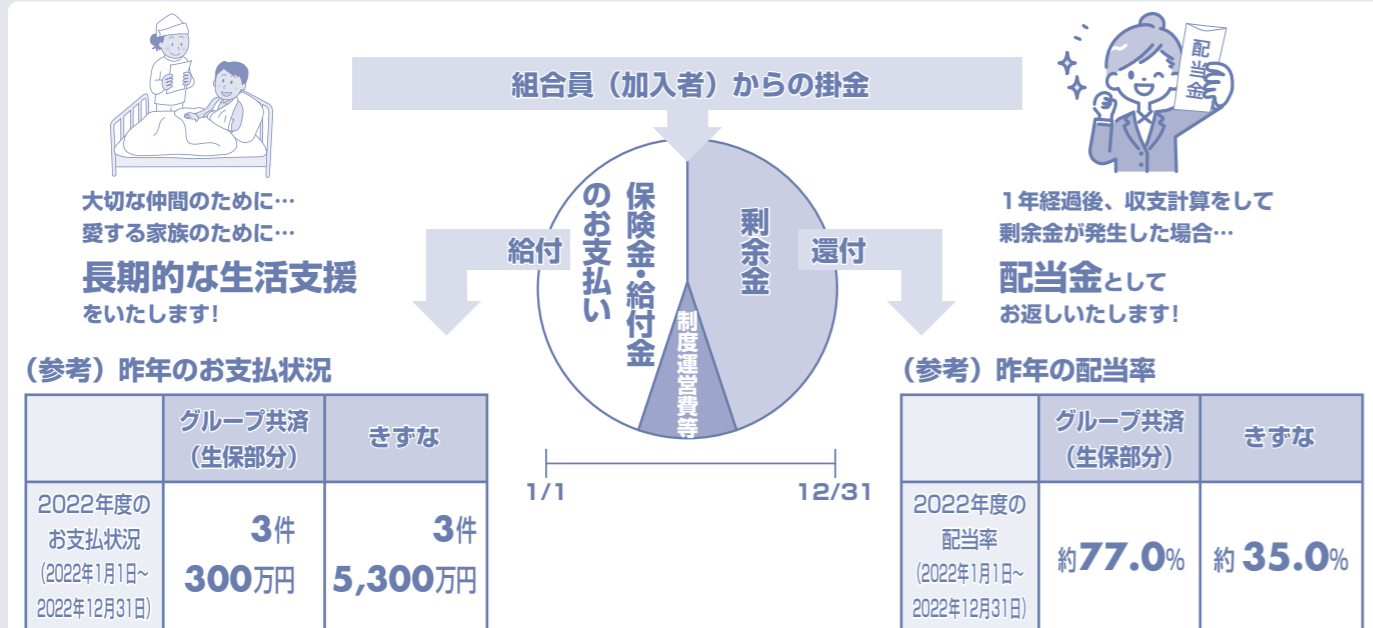 組合員（加入者）からの掛金
配当金
大切な仲間のために…
愛する家族のために…
長期的な生活支援
をいたします!
給付
保険金・給付金
のお支払い
剰余金
制度運営費等
還付
1/1
12/31
1年経過後、収支計算をして
剰余金が発生した場合…
配当金として
お返しいたします!
（参考）昨年のお支払状況
グループ共済
（生保部分）
きずな
2022年度の
お支払状況
（2022年1月1日～
2022年12月31日）
3件
300万円
3件
5,300万円
（参考）昨年の配当率
グループ共済
（生保部分）
きずな
2022年度の
配当率
（2022年1月1日～
2022年12月31日）
約77.0%
約35.0%